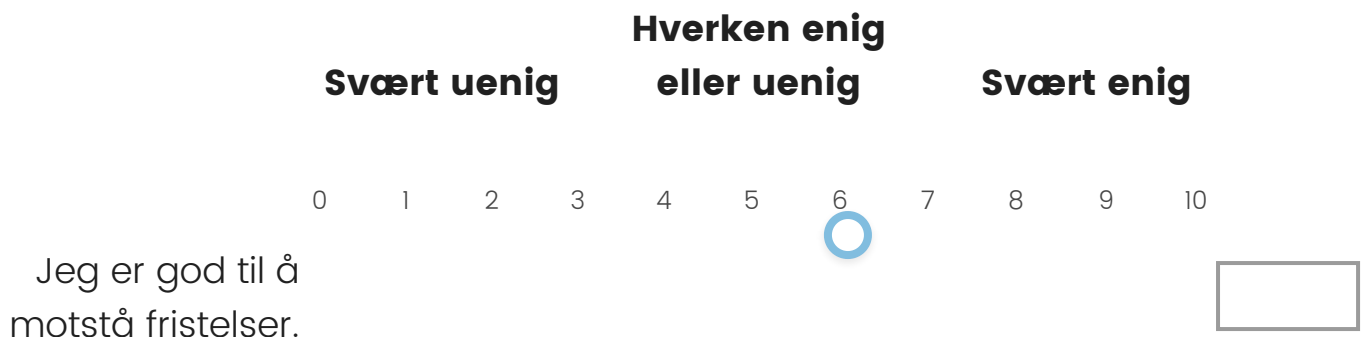 Hverken enig
Svært uenig eller uenig Svært enig
0 1 2 3 4 5 6 7 8 9 10
Jeg er god til å
motstå fristelser.